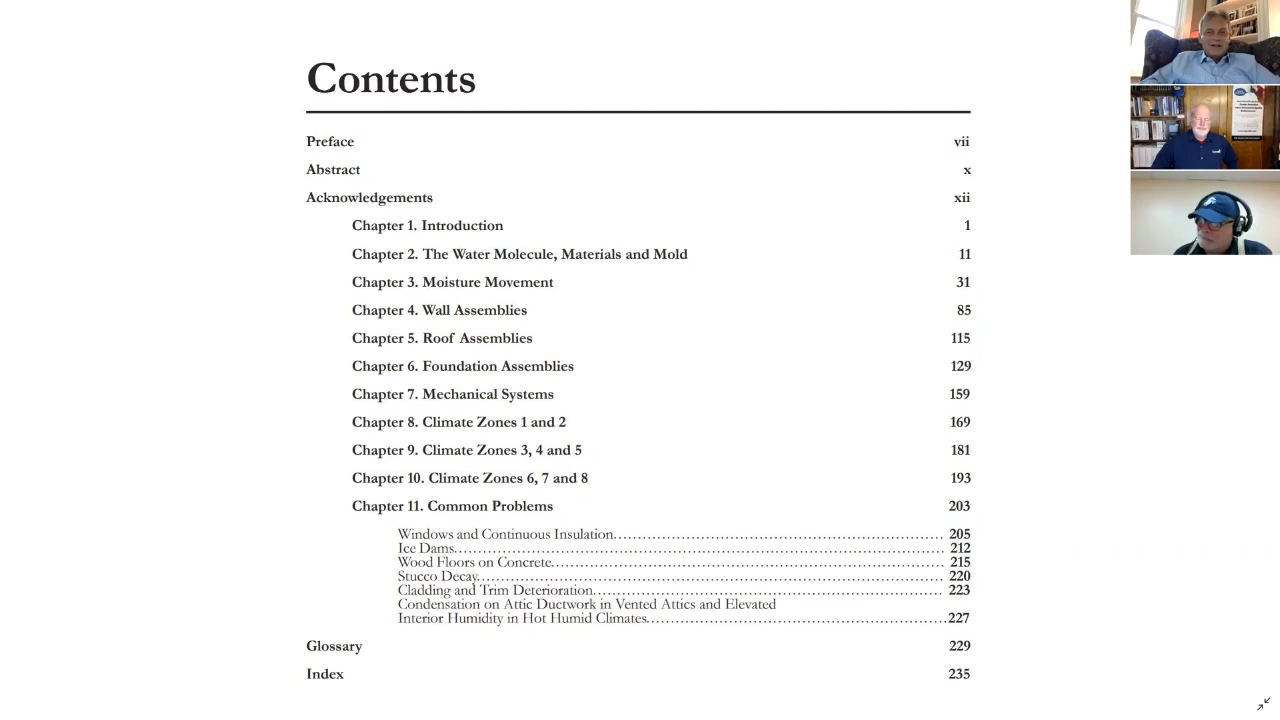 Contents
Preface vii
Abstract x
Acknowledgements xii
Chapter 1. Introduction 1
Chapter 2. The Water Molecule, Materials and Mold 11
Chapter 3. Moisture Movement 31
Chapter 4. Wall Assemblies 85
Chapter 5. Roof Assemblies 115
Chapter 6. Foundation Assemblies 129
Chapter 7. Mechanical Systems 159
Chapter 8. Climate Zones 1 and 2 169
Chapter 9. Climate Zones 3, 4 and 5 181
Chapter 10. Climate Zones 6, 7 and 8 193
Chapter 11. Common Problems 203
Windows and Continuous Insulation 205
Ice Dams 212
Wood Floors on Concrete 215
Stucco Decay 220
Cladding and Trim Deterioration 223
Condensation on Attic Ductwork in Vented Attics and Elevated
Interior Humidity in Hot Humid Climates 227
Glossary 229
Index 235